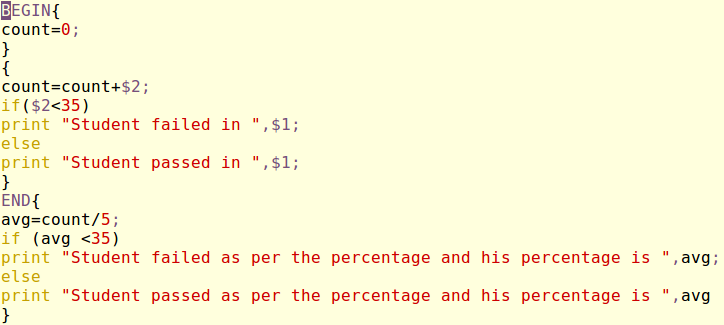 BEGIN{
count=0;
}
{
count=count+$2;
if($2<35)
print "Student failed in ",$1;
else
print "Student passed in ",$1;
}
END{
avg=count/5;
if (avg <35)
print "Student failed as per the percentage and his percentage is ",avg;
else
print "Student passed as per the percentage and his percentage is ",avg
}